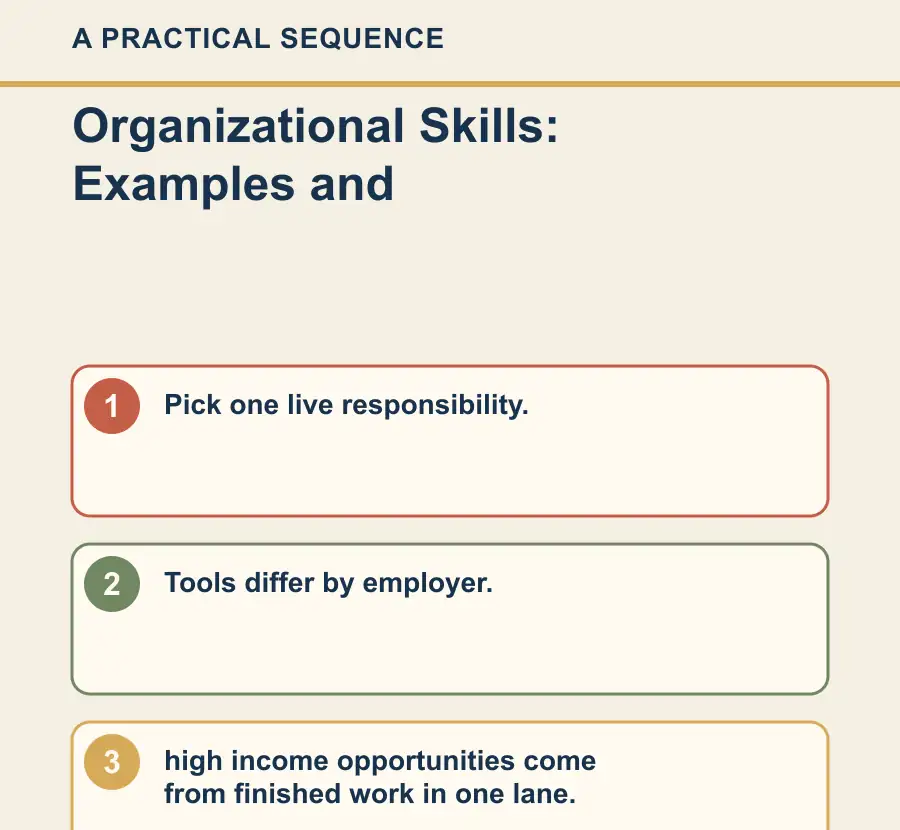 A PRACTICAL SEQUENCE
Organizational Skills:
Examples and
1
Pick one live responsibility.
2
Tools differ by employer.
3
high income opportunities come
from finished work in one lane.